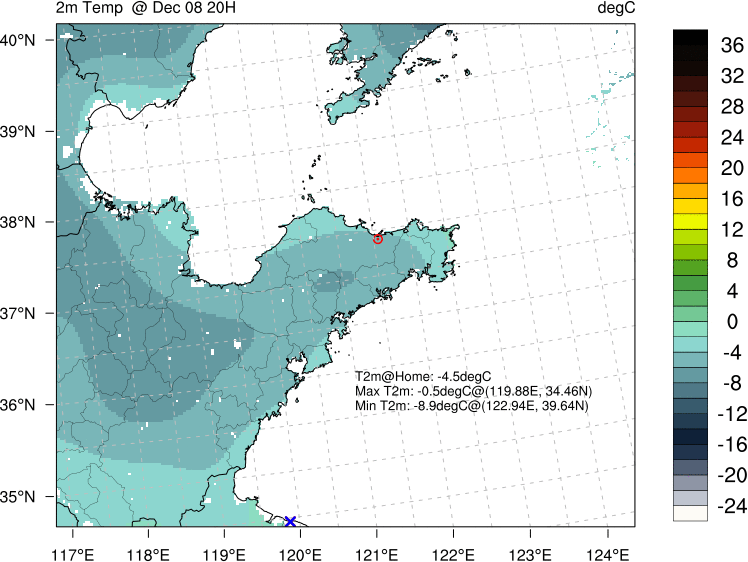 2m Temp @ Dec 08 20H
degC
40°N
39°N
38°N
37°N
36°N
35°N
T2m@Home: -4.5degC
Max T2m: -0.5degC@(119.88E, 34.46N)
Min T2m: -8.9degC@(122.94E, 39.64N)
117°E
118°E
119°E
120°E
121°E
122°E
123°E
124°E
36
32
28
24
20
16
12
8
4
0
-4
-8
-12
-16
-20
-24